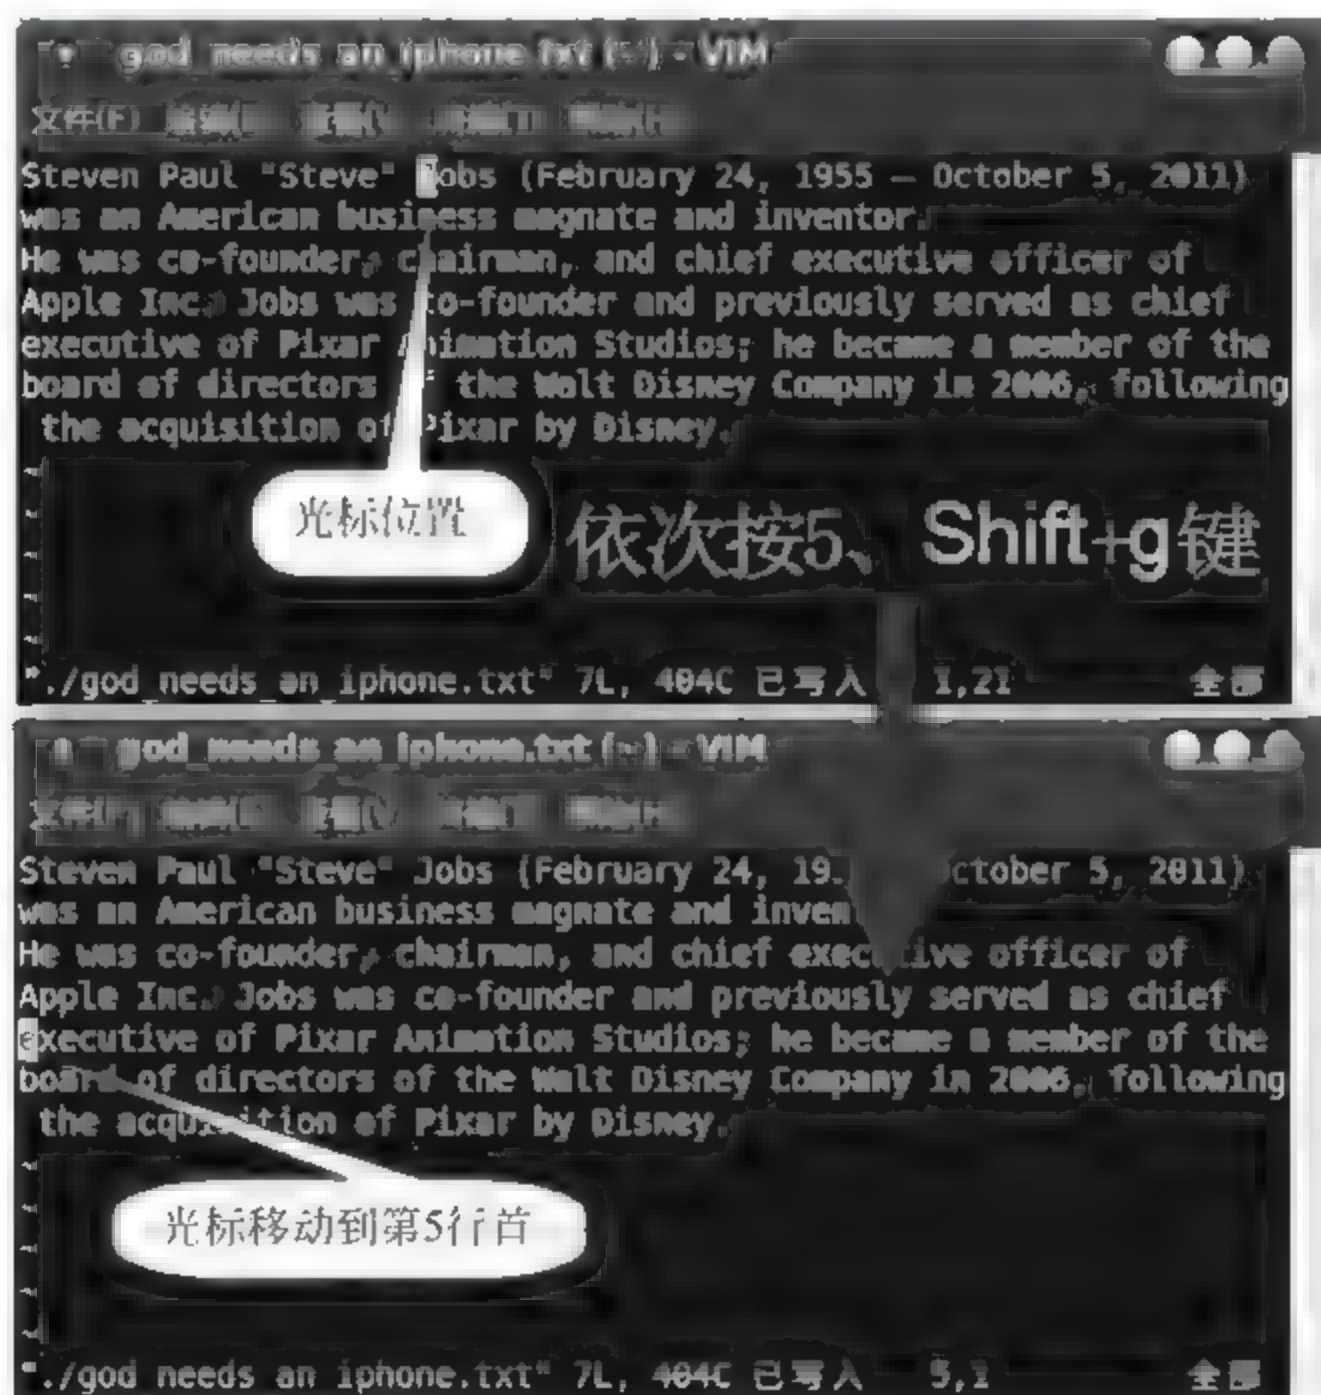 god_needs_an_iphone.txt (~) - VIM
文件(F)
Steven Paul "Steve" Jobs (February 24, 1955 – October 5, 2011)
was an American business magnate and inventor.
He was co-founder, chairman, and chief executive officer of
Apple Inc. Jobs was co-founder and previously served as chief
executive of Pixar Animation Studios; he became a member of the
board of directors of the Walt Disney Company in 2006, following
the acquisition of Pixar by Disney.
光标位置
依次按5、Shift+g键
"./god_needs_an_iphone.txt" 7L, 404C 已写入 1,21 全部
god_needs_an_iphone.txt (~) - VIM
Steven Paul "Steve" Jobs (February 24, 19 ctober 5, 2011)
was an American business magnate and inven
He was co-founder, chairman, and chief executive officer of
Apple Inc. Jobs was co-founder and previously served as chief
executive of Pixar Animation Studios; he became a member of the
board of directors of the Walt Disney Company in 2006, following
the acquisition of Pixar by Disney.
光标移动到第5行首
"./god_needs_an_iphone.txt" 7L, 404C 已写入 5,1 全部